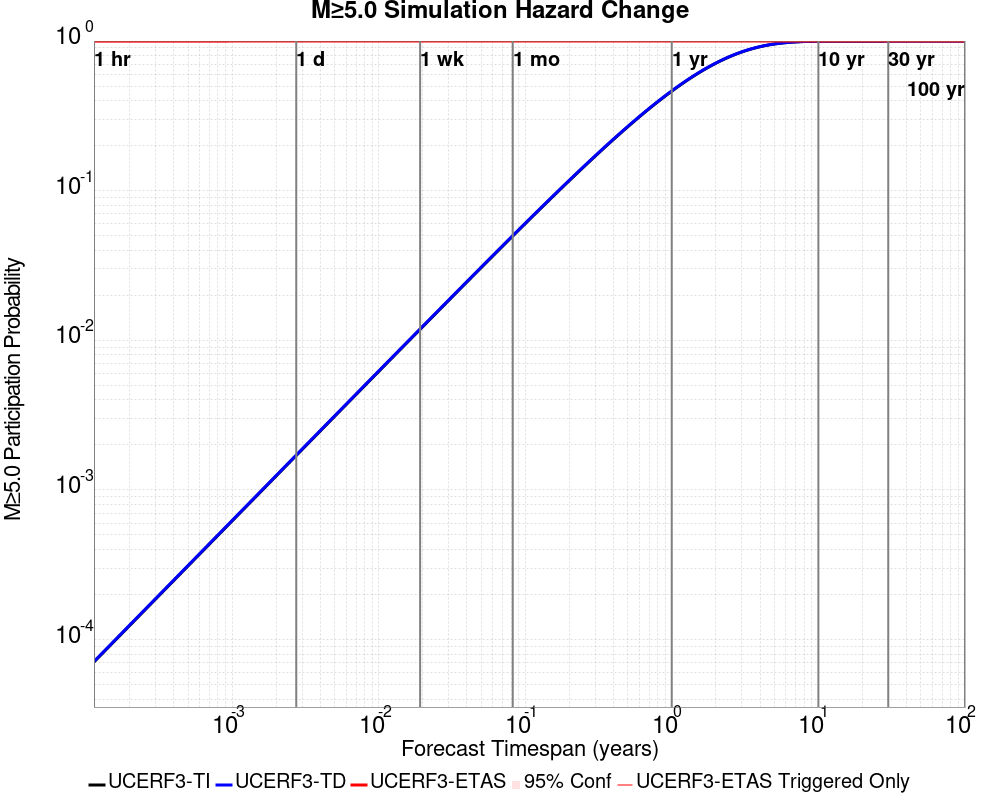 M≥5.0 Simulation Hazard Change
10^0
1 hr
1 d
1 wk
1 mo
1 yr
10 yr
30 yr
100 yr
10^-1
10^-2
10^-3
10^-4
M≥5.0 Participation Probability
10^-3
10^-2
10^-1
10^0
10^1
10^2
Forecast Timespan (years)
UCERF3-TI
UCERF3-TD
UCERF3-ETAS
95% Conf
UCERF3-ETAS Triggered Only